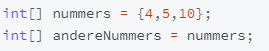 int[] nummers = {4,5,10};
int[] andereNummers = nummers;